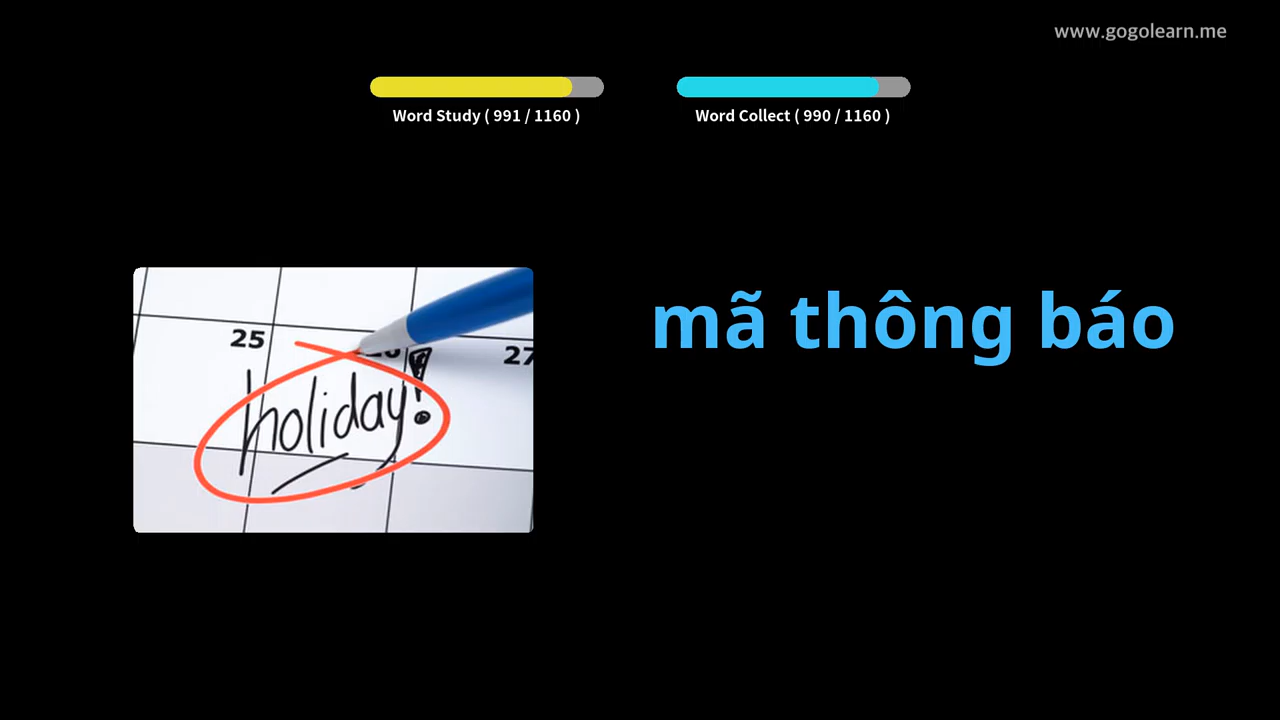 www.gogolearn.me
Word Study ( 991 / 1160 )
Word Collect ( 990 / 1160 )
mã thông báo
25
27
holiday!